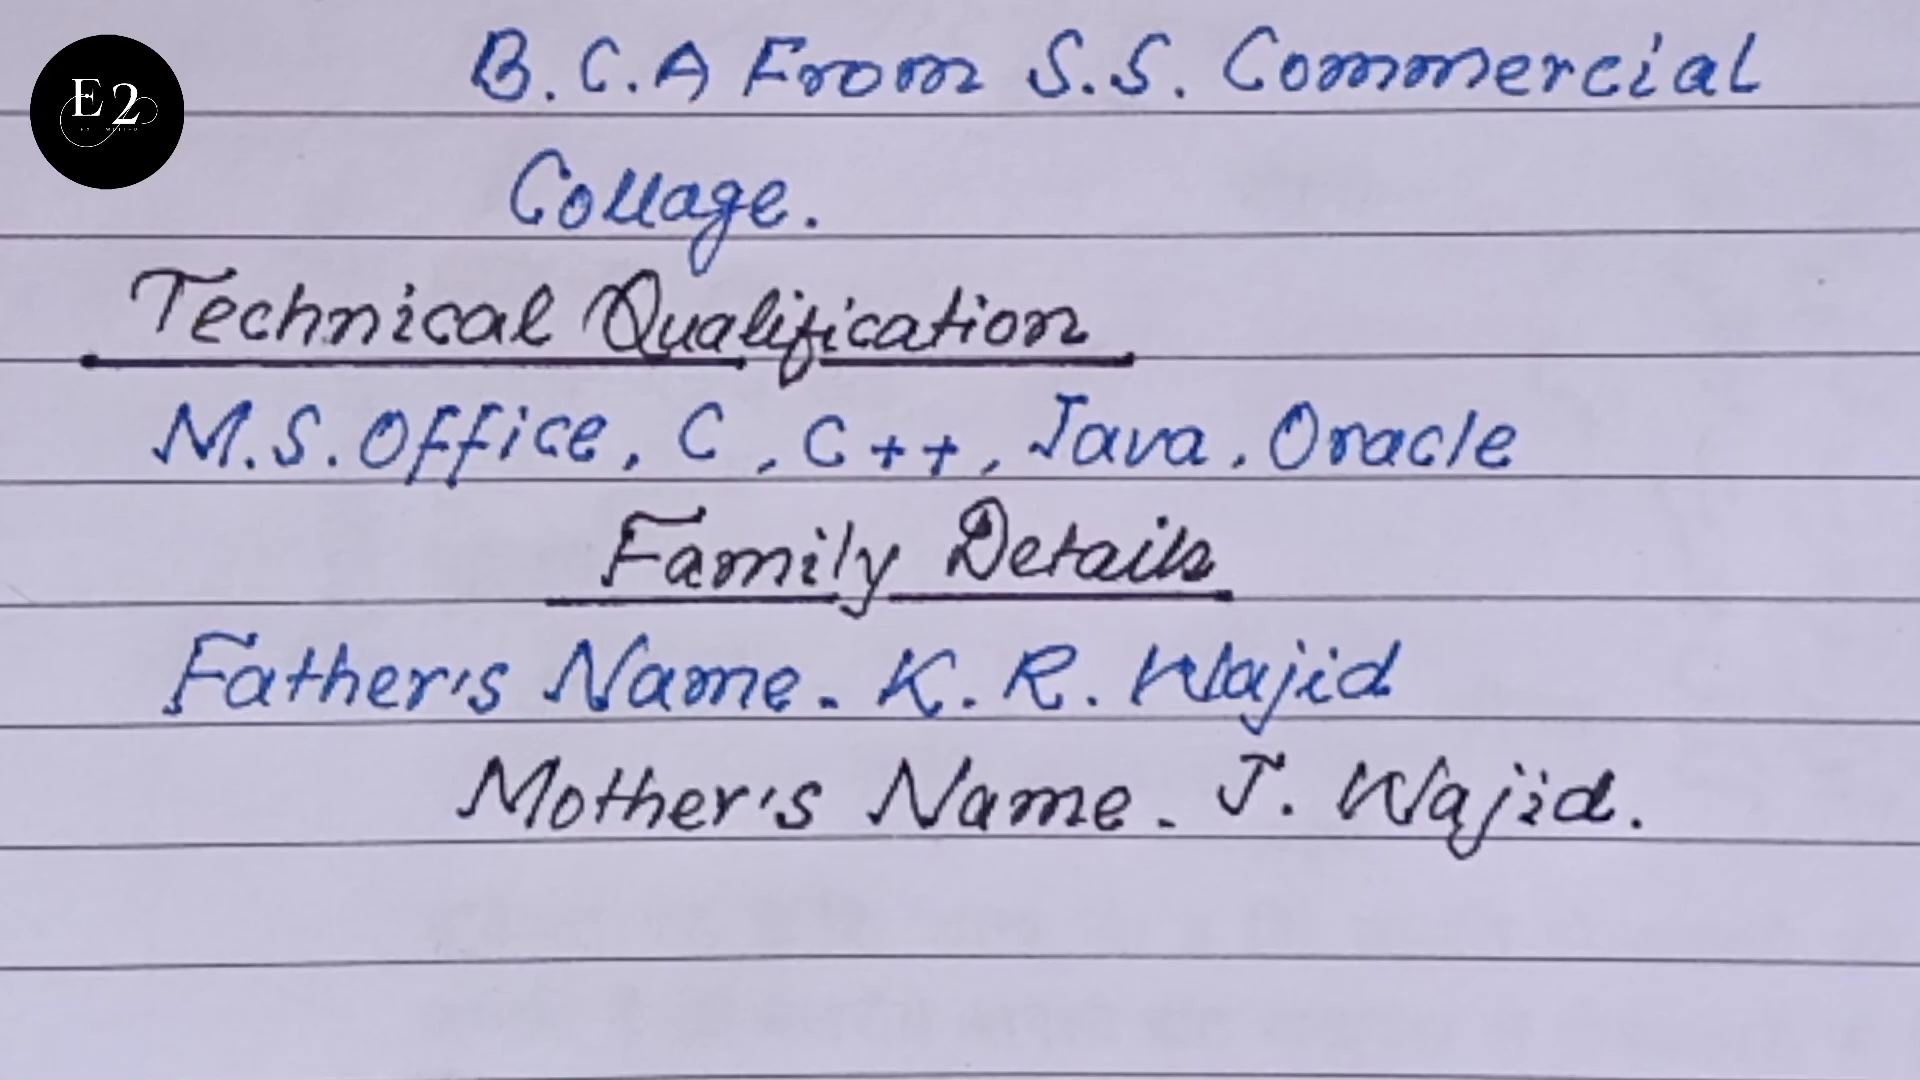 E2
B.C.A From S.S. Commercial
Collage.
Technical Qualification
M.S. Office, C, C++, Java, Oracle
Family Details
Father's Name. K. R. Wajid
Mother's Name. J. Wajid.